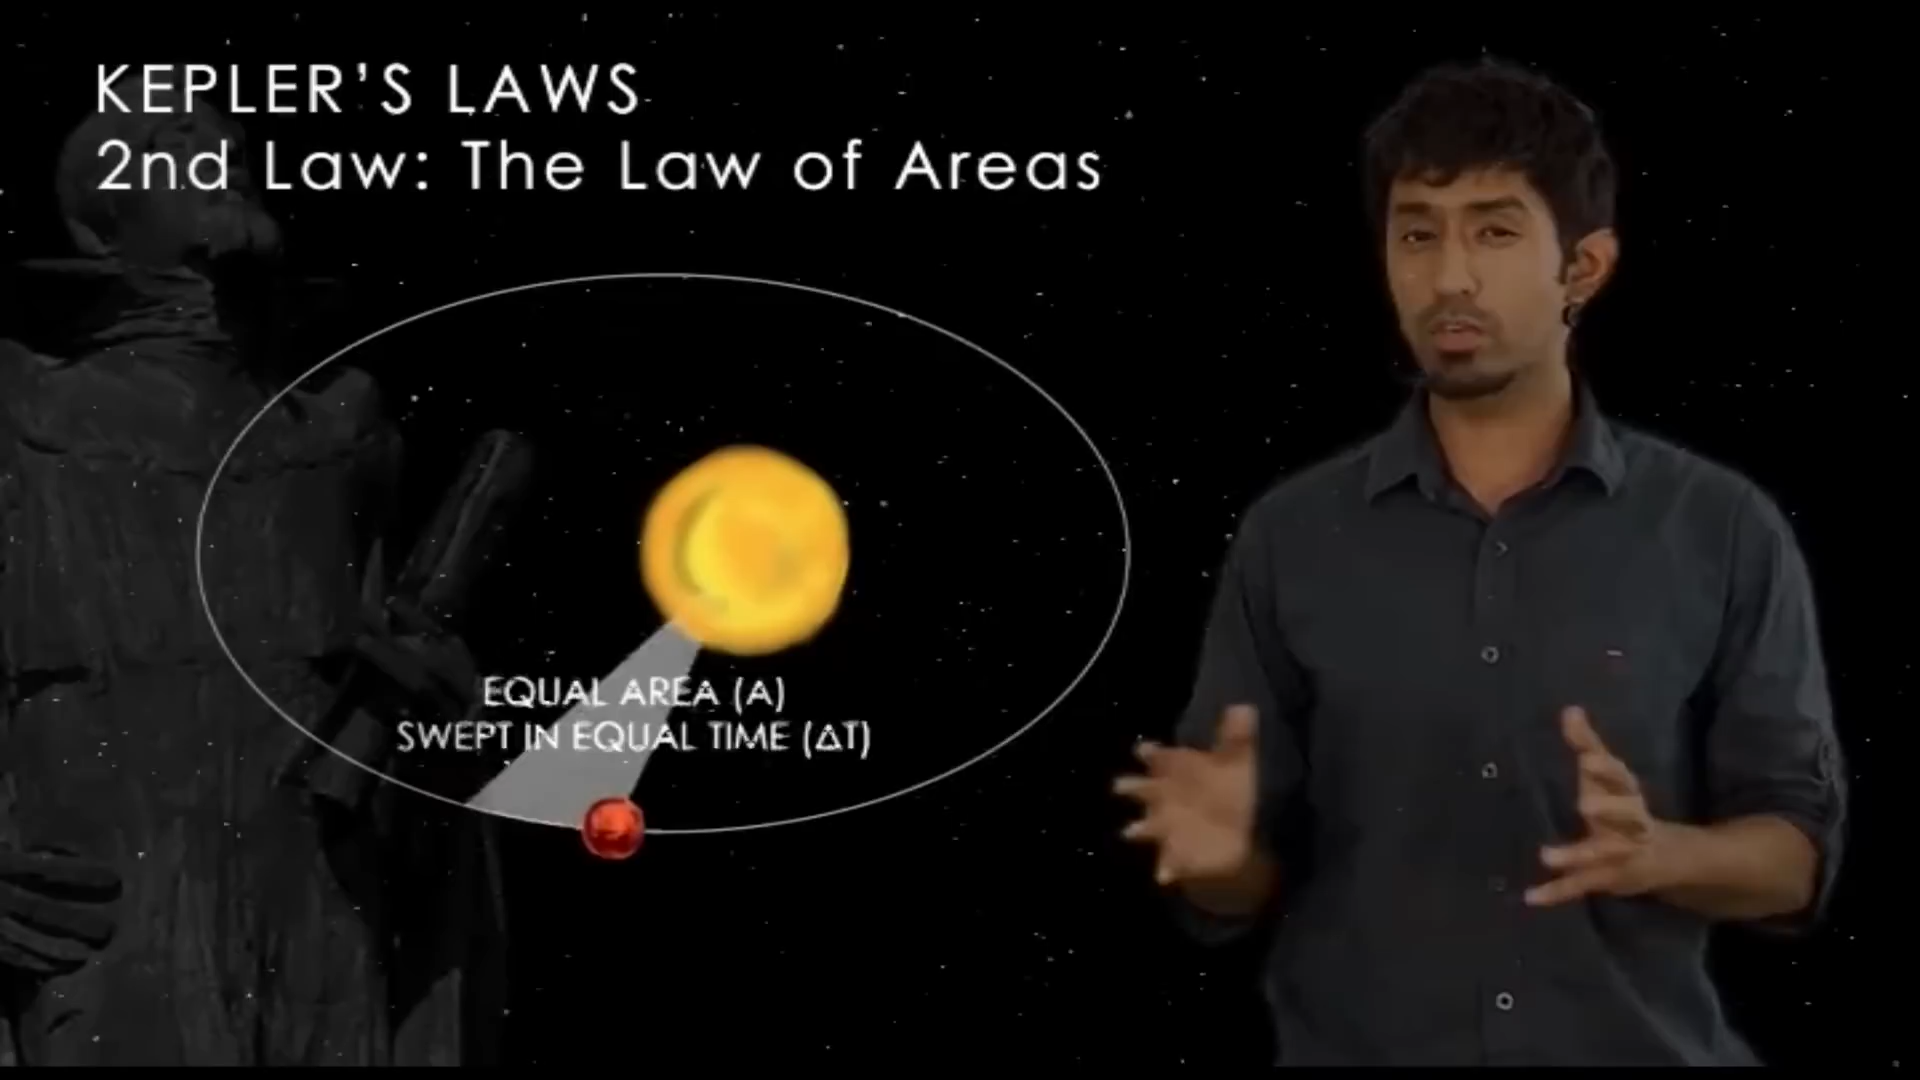 KEPLER'S LAWS
2nd Law: The Law of Areas
EQUAL AREA (A)
SWEPT IN EQUAL TIME (ΔT)